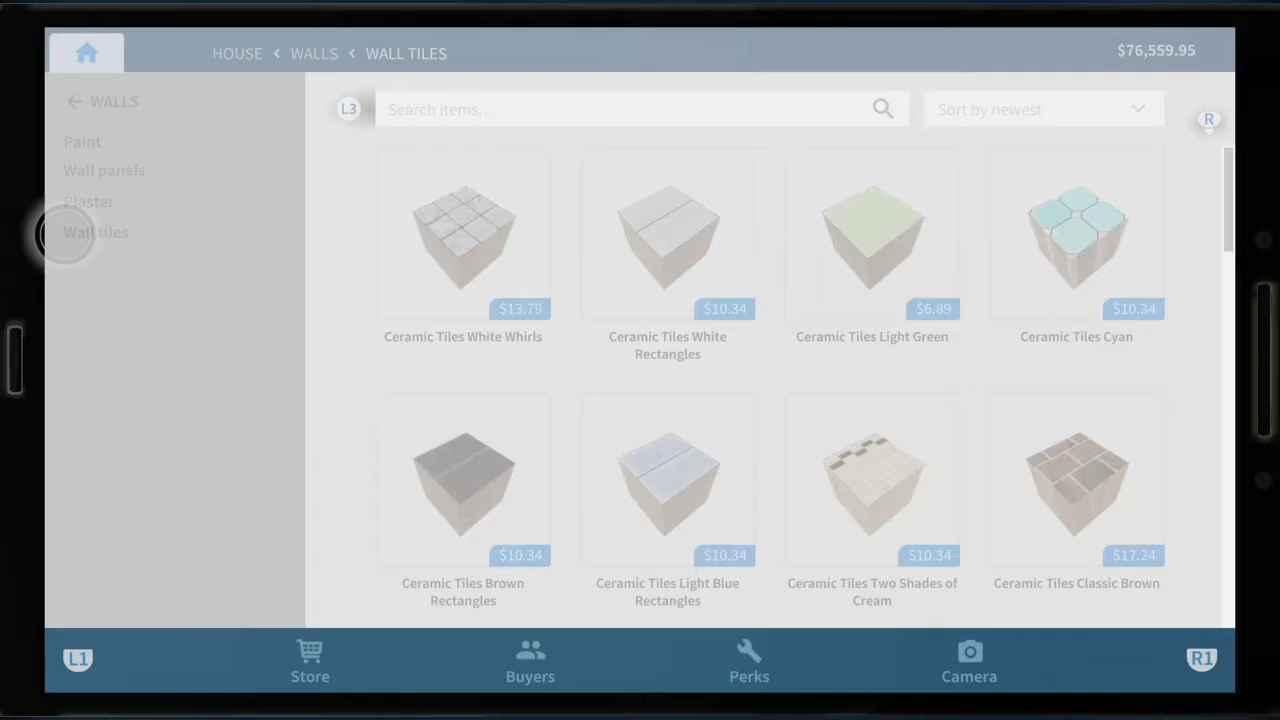 HOUSE < WALLS < WALL TILES
$76,559.95
WALLS
Paint
Wall panels
Plaster
Wall tiles
L3
Search items...
Sort by newest
R
$13.79
$10.34
$6.89
$10.34
Ceramic Tiles White Whirls
Ceramic Tiles White
Rectangles
Ceramic Tiles Light Green
Ceramic Tiles Cyan
$10.34
$10.34
$10.34
$17.24
Ceramic Tiles Brown
Rectangles
Ceramic Tiles Light Blue
Rectangles
Ceramic Tiles Two Shades of
Cream
Ceramic Tiles Classic Brown
L1
Store
Buyers
Perks
Camera
R1